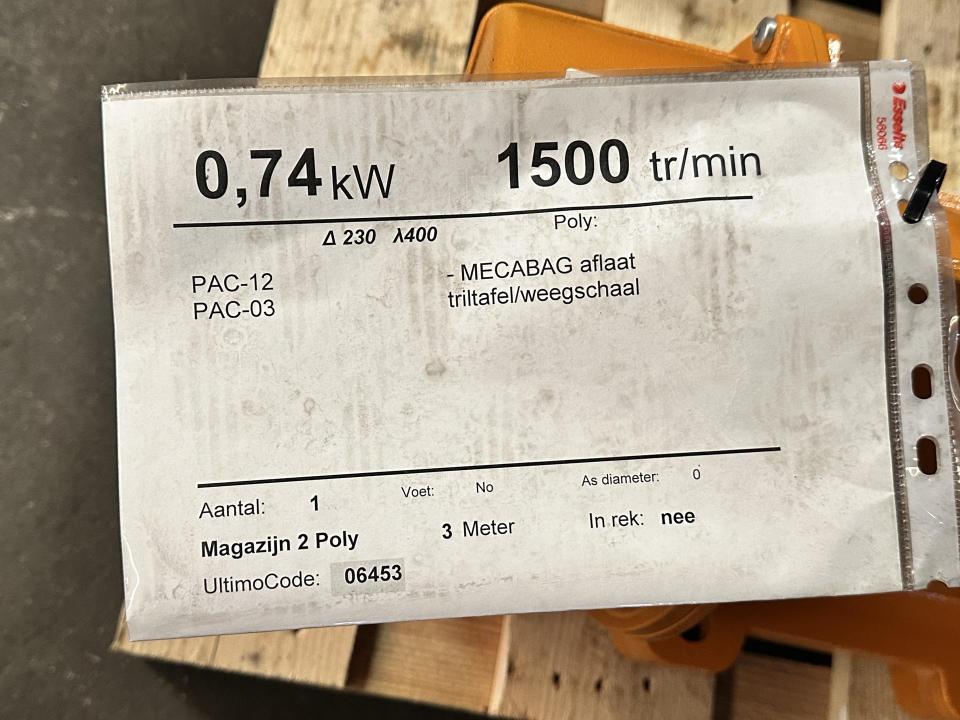 0,74 kW 1500 tr/min
Δ 230 λ400 Poly:
PAC-12
PAC-03
- MECABAG aflaat
triltafel/weegschaal
Aantal: 1 Voet: No As diameter: 0
Magazijn 2 Poly 3 Meter In rek: nee
UltimoCode: 06453
Esselte
56066